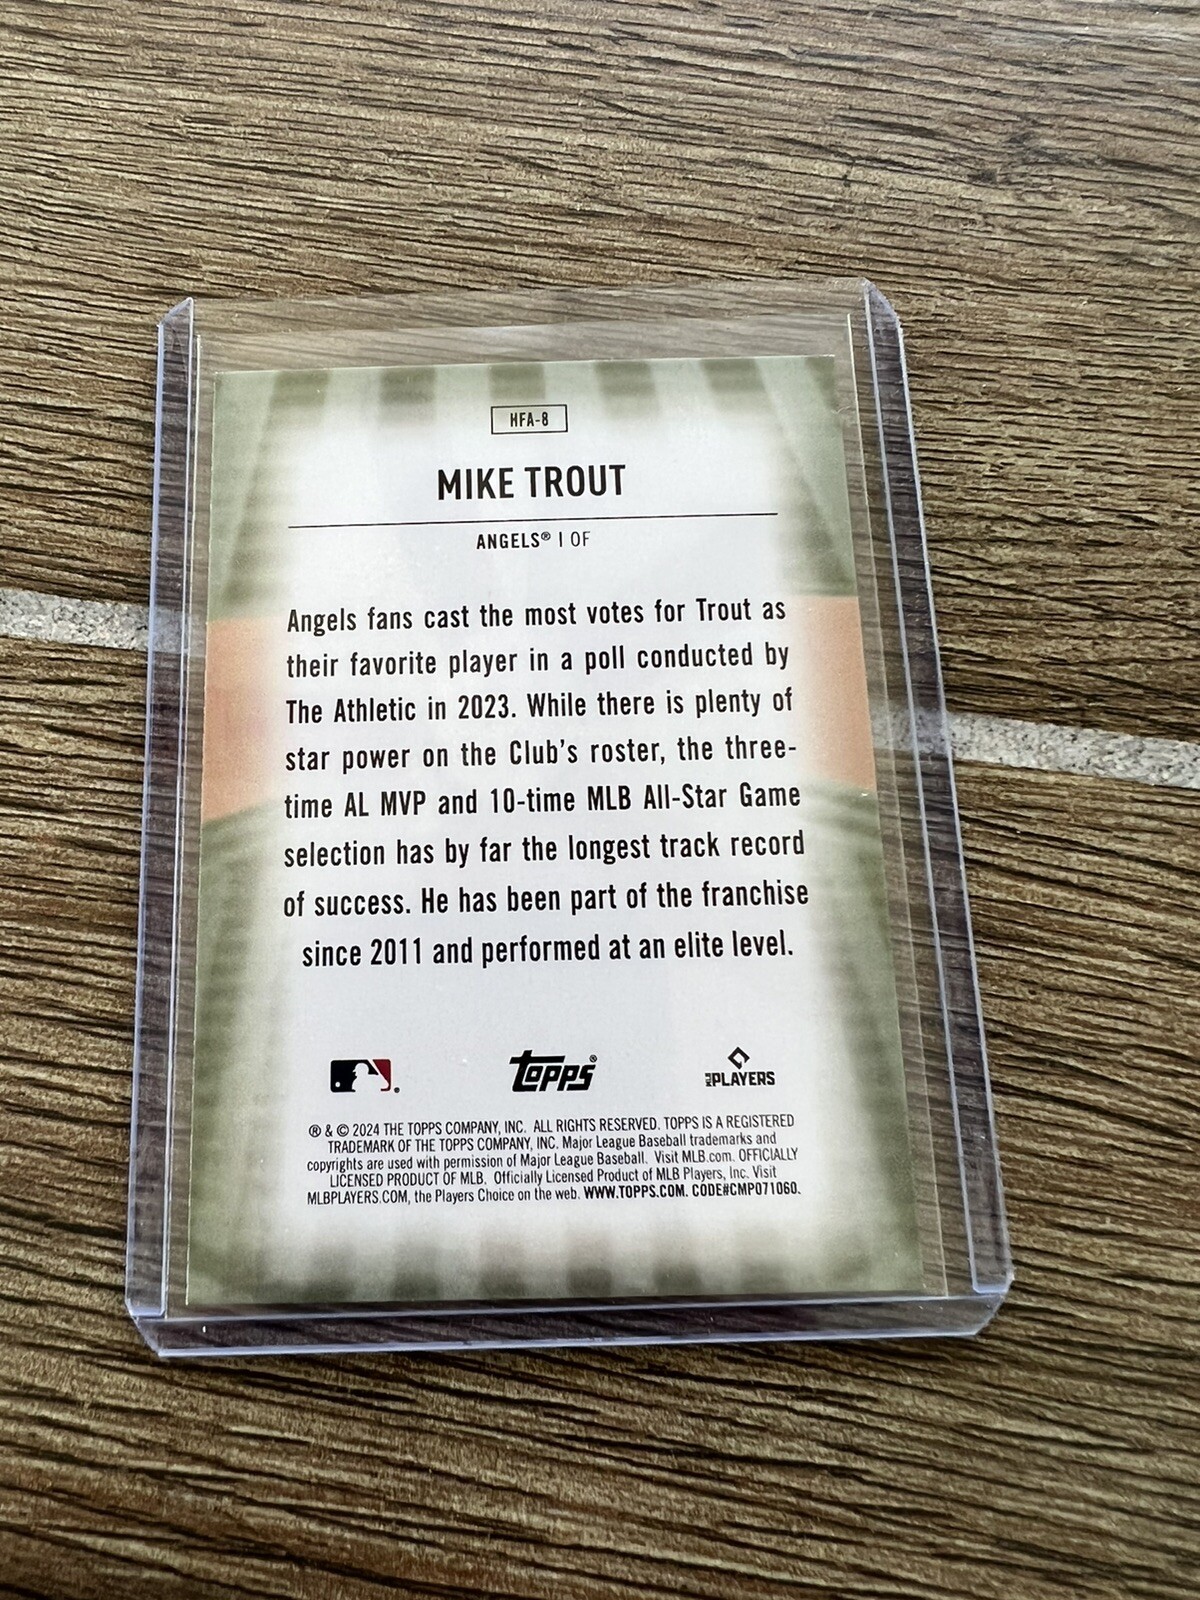 HFA-8
MIKE TROUT
ANGELS® | OF
Angels fans cast the most votes for Trout as
their favorite player in a poll conducted by
The Athletic in 2023. While there is plenty of
star power on the Club's roster, the three-
time AL MVP and 10-time MLB All-Star Game
selection has by far the longest track record
of success. He has been part of the franchise
since 2011 and performed at an elite level.
Topps®
MLB PLAYERS
® & © 2024 THE TOPPS COMPANY, INC. ALL RIGHTS RESERVED. TOPPS IS A REGISTERED
TRADEMARK OF THE TOPPS COMPANY, INC. Major League Baseball trademarks and
copyrights are used with permission of Major League Baseball. Visit MLB.com. OFFICIALLY
LICENSED PRODUCT OF MLB. Officially Licensed Product of MLB Players, Inc. Visit
MLBPLAYERS.COM, the Players Choice on the web. WWW.TOPPS.COM. CODE#CMP071060.